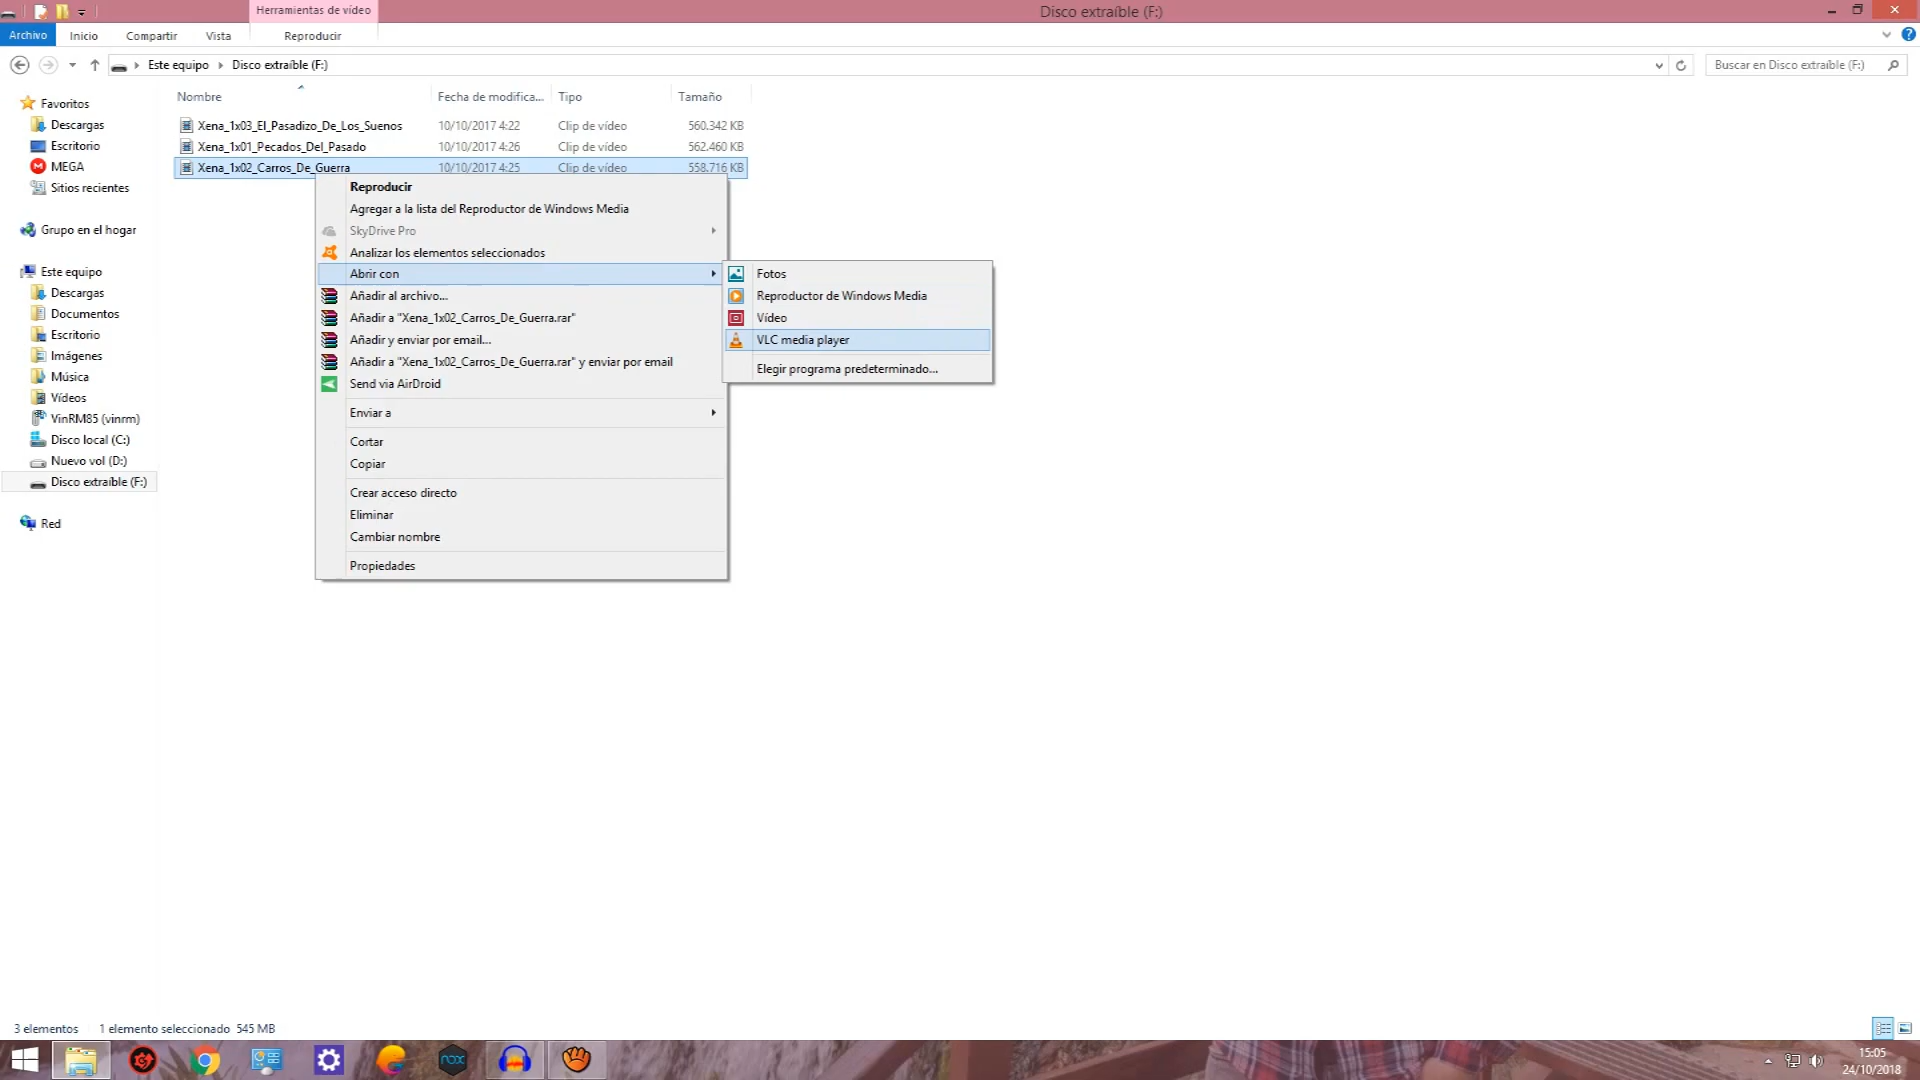 Herramientas de vídeo
Disco extraíble (F:)
Archivo Inicio Compartir Vista Reproducir
Este equipo Disco extraíble (F:)
Buscar en Disco extraíble (F:)
Nombre Fecha de modifica... Tipo Tamaño
Xena_1x03_El_Pasadizo_De_Los_Suenos 10/10/2017 4:22 Clip de vídeo 560.342 KB
Xena_1x01_Pecados_Del_Pasado 10/10/2017 4:26 Clip de vídeo 562.460 KB
Xena_1x02_Carros_De_Guerra 10/10/2017 4:25 Clip de vídeo 558.716 KB
Favoritos
Descargas
Escritorio
MEGA
Sitios recientes
Grupo en el hogar
Este equipo
Descargas
Documentos
Escritorio
Imágenes
Música
Vídeos
VinRM85 (vinrm)
Disco local (C:)
Nuevo vol (D:)
Disco extraíble (F:)
Red
Reproducir
Agregar a la lista del Reproductor de Windows Media
SkyDrive Pro
Analizar los elementos seleccionados
Abrir con
Añadir al archivo...
Añadir a "Xena_1x02_Carros_De_Guerra.rar"
Añadir y enviar por email...
Añadir a "Xena_1x02_Carros_De_Guerra.rar" y enviar por email
Send via AirDroid
Enviar a
Cortar
Copiar
Crear acceso directo
Eliminar
Cambiar nombre
Propiedades
Fotos
Reproductor de Windows Media
Vídeo
VLC media player
Elegir programa predeterminado...
3 elementos 1 elemento seleccionado 545 MB
nox
15:05
24/10/2018